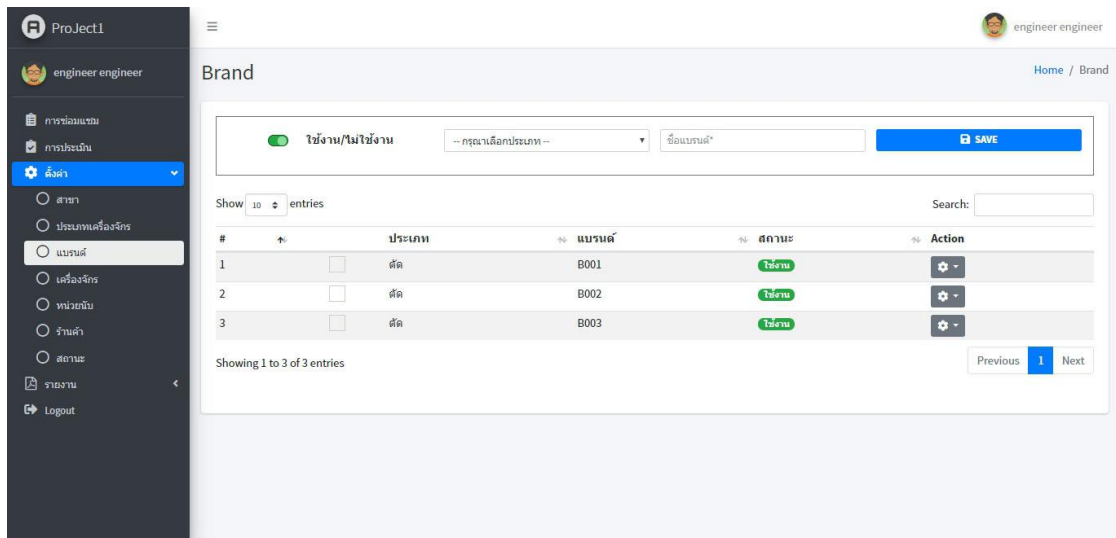 ProJect1
engineer engineer
engineer engineer
Brand
Home / Brand
การซ่อมแซม
การประเมิน
ตั้งค่า
สาขา
ประเภทเครื่องจักร
แบรนด์
เครื่องจักร
หน่วยนับ
ร้านค้า
สถานะ
รายงาน
Logout
ใช้งาน/ไม่ใช้งาน -- กรุณาเลือกประเภท -- ชื่อแบรนด์* SAVE
Show 10 entries Search:
# ประเภท แบรนด์ สถานะ Action
1 ตัด B001 ใช้งาน
2 ตัด B002 ใช้งาน
3 ตัด B003 ใช้งาน
Showing 1 to 3 of 3 entries Previous 1 Next